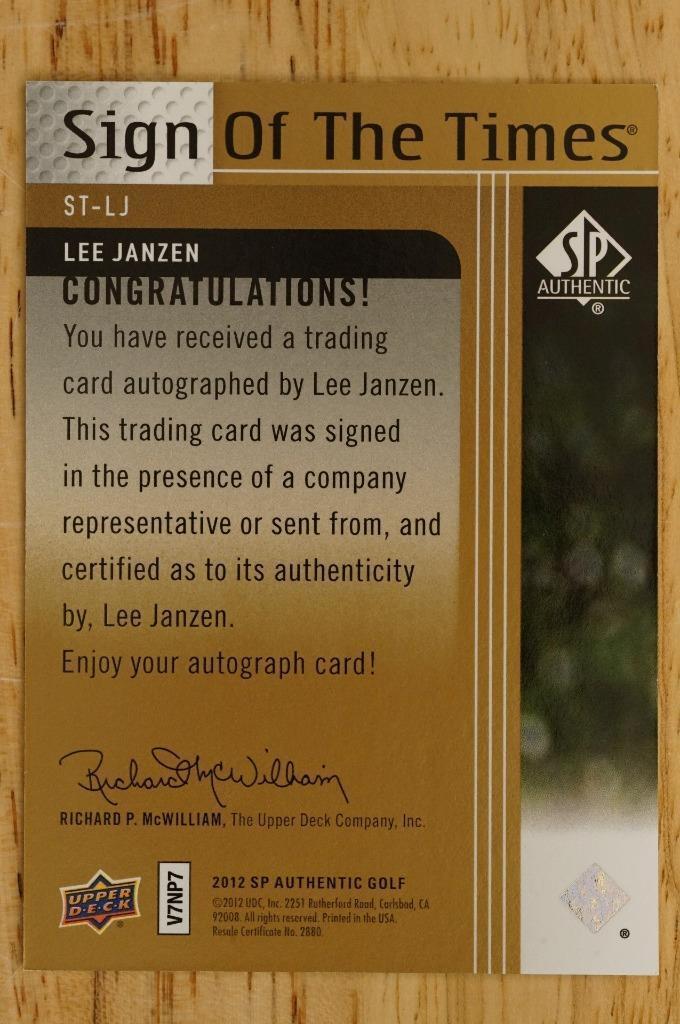 Sign Of The Times®
ST-LJ
LEE JANZEN
CONGRATULATIONS!
You have received a trading
card autographed by Lee Janzen.
This trading card was signed
in the presence of a company
representative or sent from, and
certified as to its authenticity
by, Lee Janzen.
Enjoy your autograph card!
Richard McWilliam
RICHARD P. McWILLIAM, The Upper Deck Company, Inc.
SP
AUTHENTIC
®
UPPER
D·E·C·K
®
V7NP7
2012 SP AUTHENTIC GOLF
©2012 UDC, Inc. 2251 Rutherford Road, Carlsbad, CA
92008. All rights reserved. Printed in the USA.
Resale Certificate No. 2880.
®